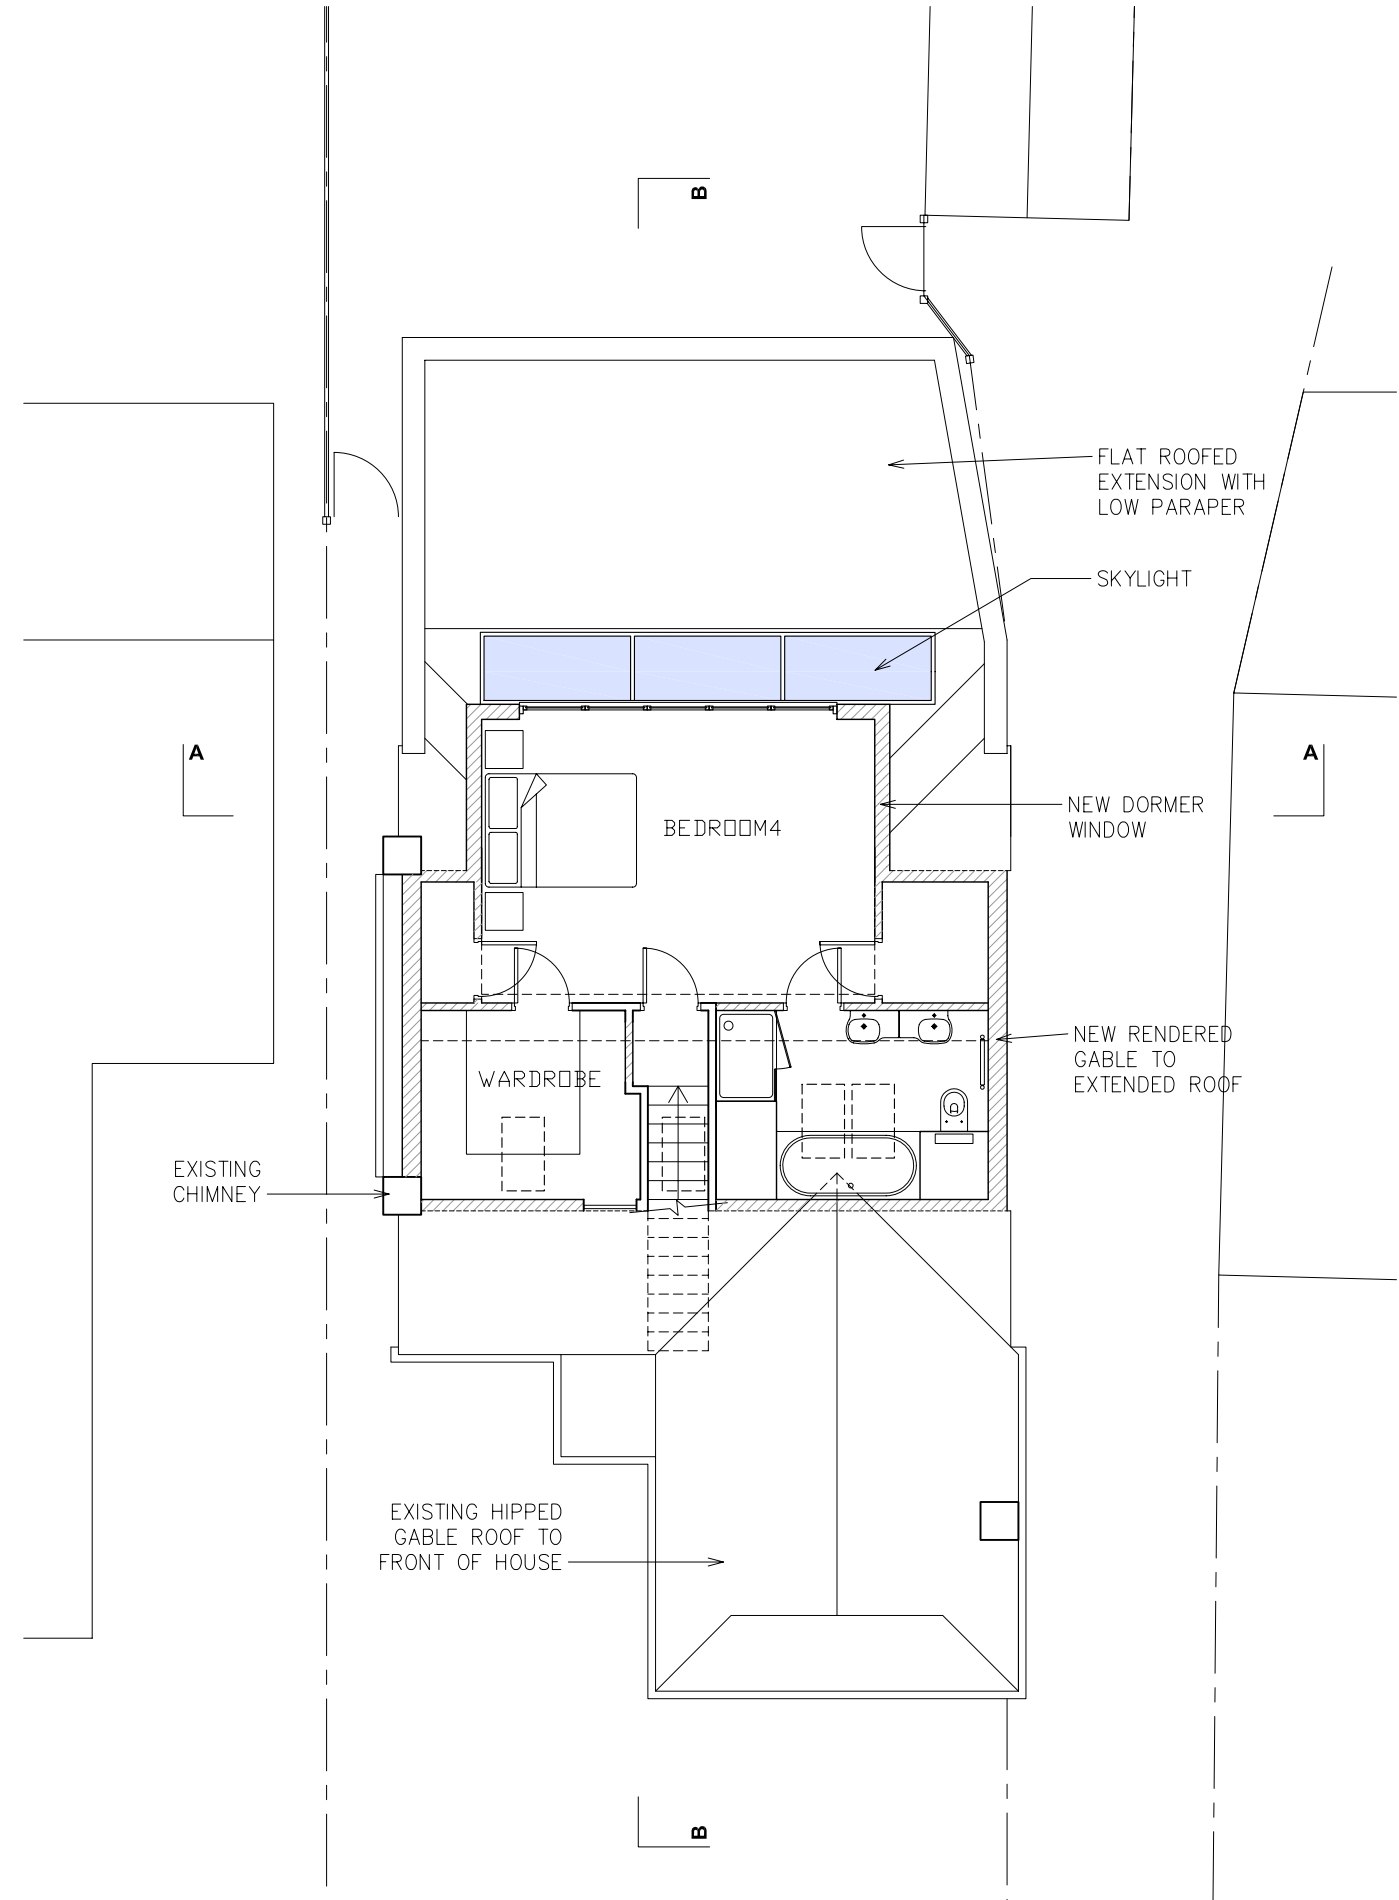 B
FLAT ROOFED
EXTENSION WITH
LOW PARAPER
SKYLIGHT
A
A
NEW DORMER
WINDOW
BEDROOM4
NEW RENDERED
GABLE TO
EXTENDED ROOF
WARDROBE
EXISTING
CHIMNEY
EXISTING HIPPED
GABLE ROOF TO
FRONT OF HOUSE
B